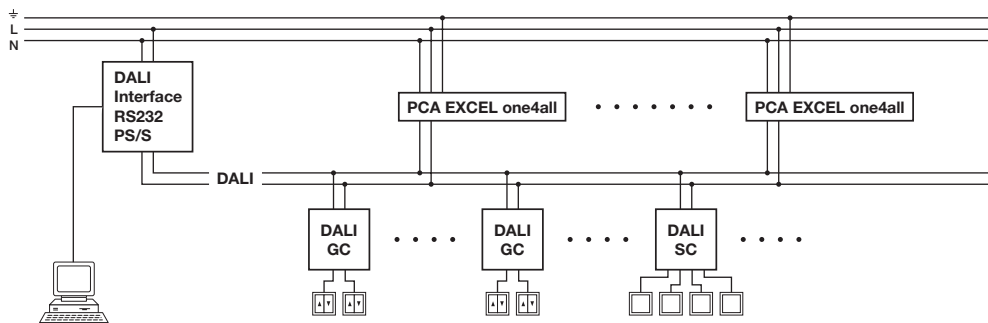 ⏚
L
N
DALI
Interface
RS232
PS/S
PCA EXCEL one4all
PCA EXCEL one4all
DALI
DALI
GC
DALI
GC
DALI
SC